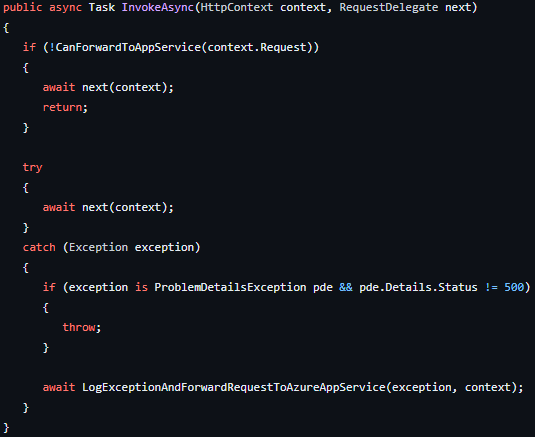 public async Task InvokeAsync(HttpContext context, RequestDelegate next)
{
if (!CanForwardToAppService(context.Request))
{
await next(context);
return;
}
try
{
await next(context);
}
catch (Exception exception)
{
if (exception is ProblemDetailsException pde && pde.Details.Status != 500)
{
throw;
}
await LogExceptionAndForwardRequestToAzureAppService(exception, context);
}
}